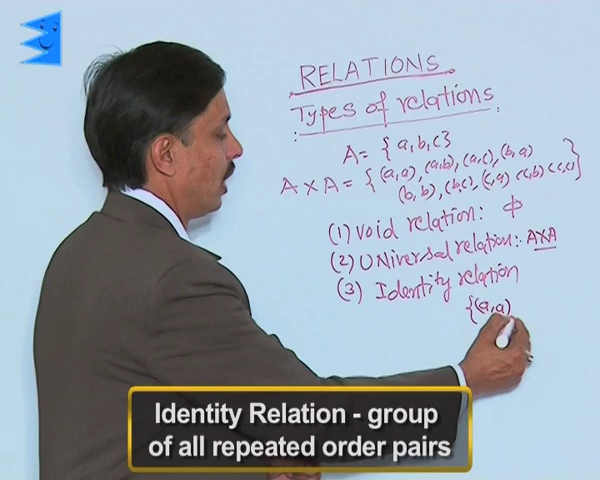 RELATIONS
Types of relations
A = { a, b, c }
A x A = { (a, a), (a, b), (a, c), (b, a)
(b, b), (b, c), (c, a) (c, b) (c, c) }
(1) Void relation: ϕ
(2) UNiversal relation: AXA
(3) Identity relation
{(a, a)
Identity Relation - group
of all repeated order pairs